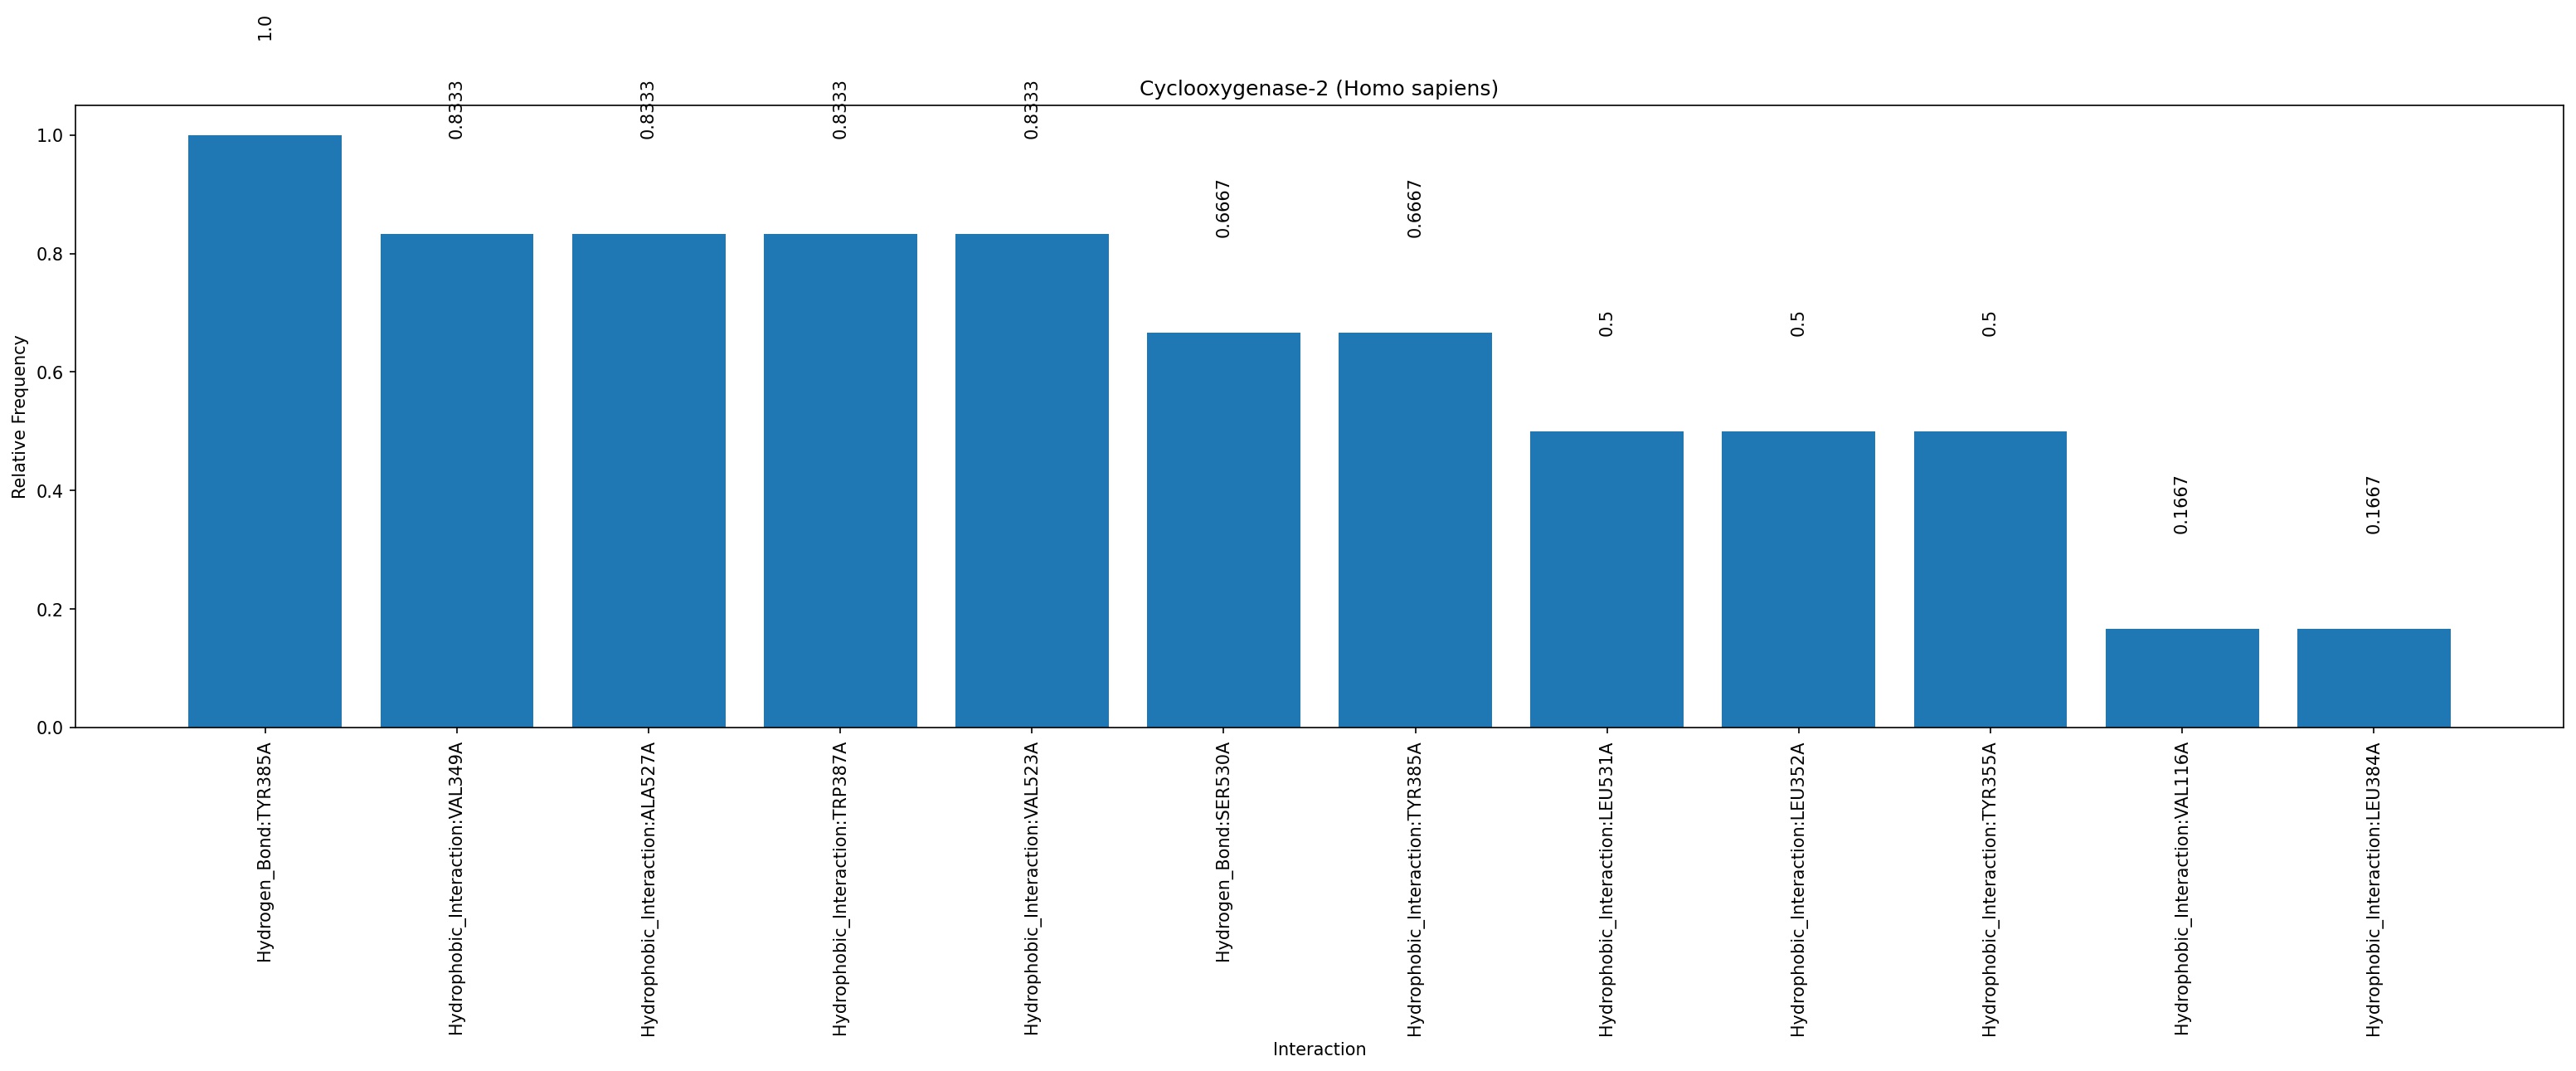 1.0
0.8333
0.8333
0.8333
0.8333
Cyclooxygenase-2 (Homo sapiens)
0.6667
0.6667
0.5
0.5
0.5
0.1667
0.1667
Relative Frequency
1.0
0.8
0.6
0.4
0.2
0.0
Hydrogen_Bond:TYR385A
Hydrophobic_Interaction:VAL349A
Hydrophobic_Interaction:ALA527A
Hydrophobic_Interaction:TRP387A
Hydrophobic_Interaction:VAL523A
Hydrogen_Bond:SER530A
Hydrophobic_Interaction:TYR385A
Hydrophobic_Interaction:LEU531A
Hydrophobic_Interaction:LEU352A
Hydrophobic_Interaction:TYR355A
Hydrophobic_Interaction:VAL116A
Hydrophobic_Interaction:LEU384A
Interaction